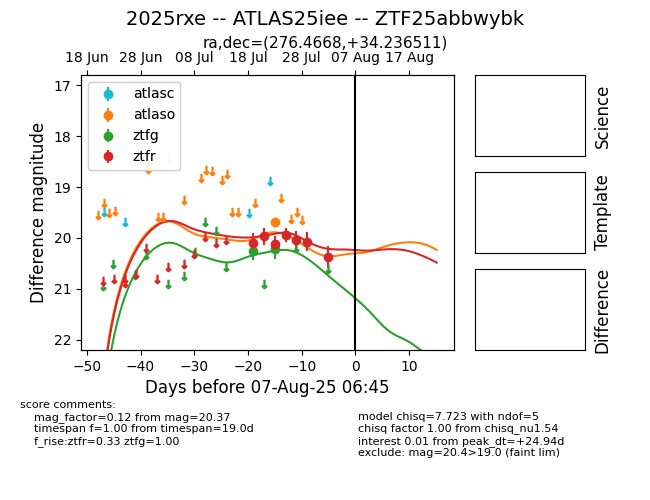 2025rxe -- ATLAS25iee -- ZTF25abbwybk
ra,dec=(276.4668,+34.236511)
18 Jun 28 Jun 08 Jul 18 Jul 28 Jul 07 Aug 17 Aug
17
18
19
20
21
22
Difference magnitude
atlasc
atlaso
ztfg
ztfr
−50 −40 −30 −20 −10 0 10
Days before 07-Aug-25 06:45
Science
Template
Difference
score comments:
mag_factor=0.12 from mag=20.37
timespan f=1.00 from timespan=19.0d
f_rise:ztfr=0.33 ztfg=1.00
model chisq=7.723 with ndof=5
chisq factor 1.00 from chisq_nu1.54
interest 0.01 from peak_dt=+24.94d
exclude: mag=20.4>19.0 (faint lim)